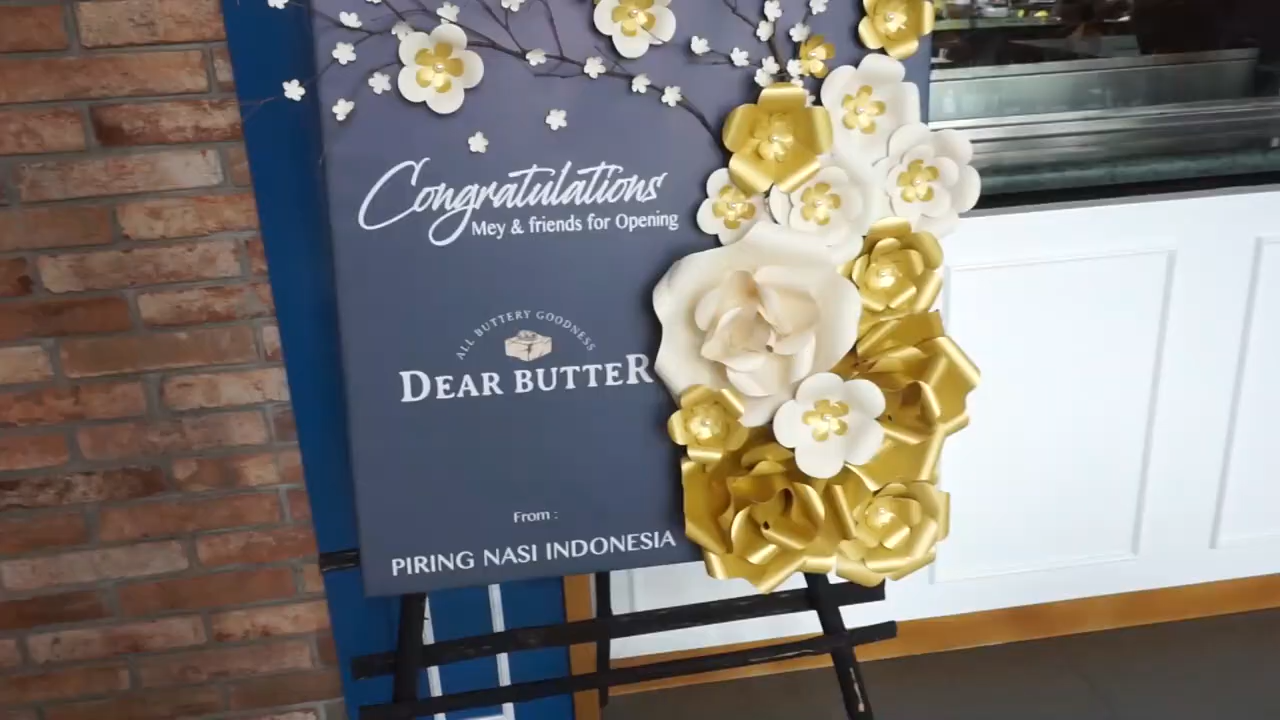 Congratulations
Mey & friends for Opening
ALL BUTTERY GOODNESS
DEAR BUTTER
From :
PIRING NASI INDONESIA